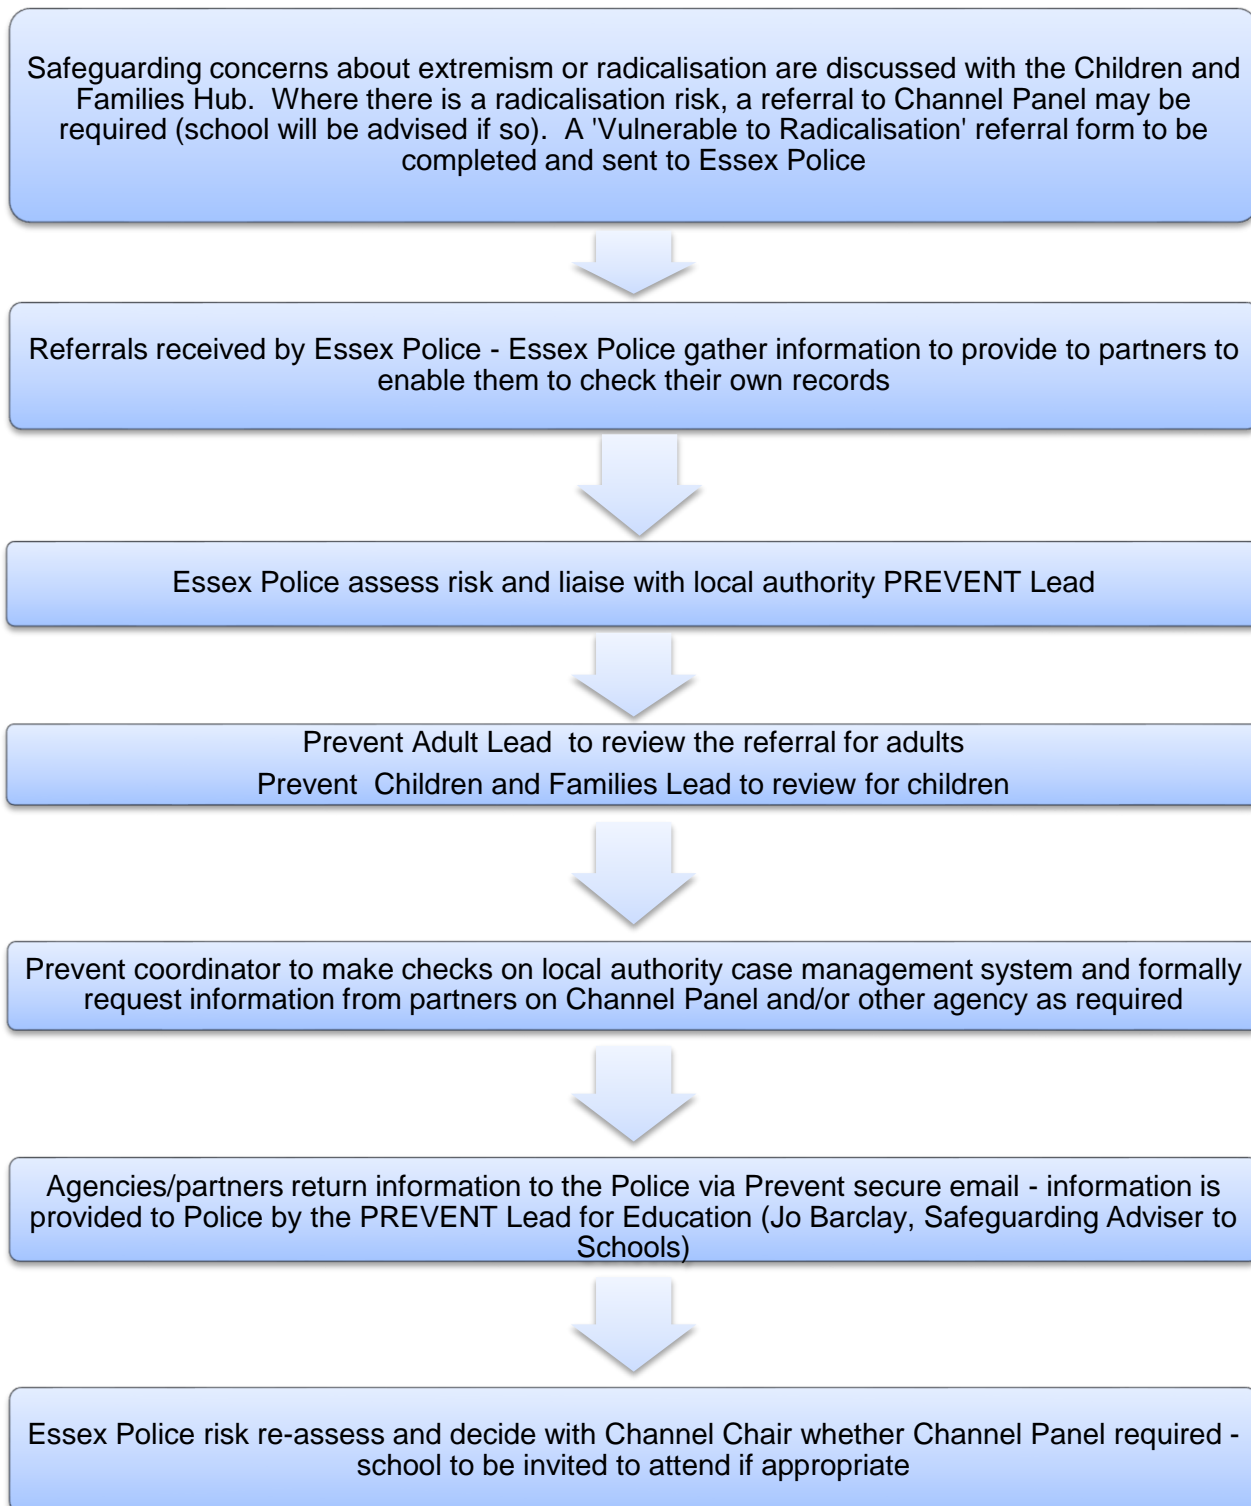 Safeguarding concerns about extremism or radicalisation are discussed with the Children and
Families Hub.  Where there is a radicalisation risk, a referral to Channel Panel may be
required (school will be advised if so).  A 'Vulnerable to Radicalisation' referral form to be
completed and sent to Essex Police
Referrals received by Essex Police - Essex Police gather information to provide to partners to
enable them to check their own records
Essex Police assess risk and liaise with local authority PREVENT Lead
Prevent Adult Lead  to review the referral for adults
Prevent  Children and Families Lead to review for children
Prevent coordinator to make checks on local authority case management system and formally
request information from partners on Channel Panel and/or other agency as required
Agencies/partners return information to the Police via Prevent secure email - information is
provided to Police by the PREVENT Lead for Education (Jo Barclay, Safeguarding Adviser to
Schools)
Essex Police risk re-assess and decide with Channel Chair whether Channel Panel required -
school to be invited to attend if appropriate